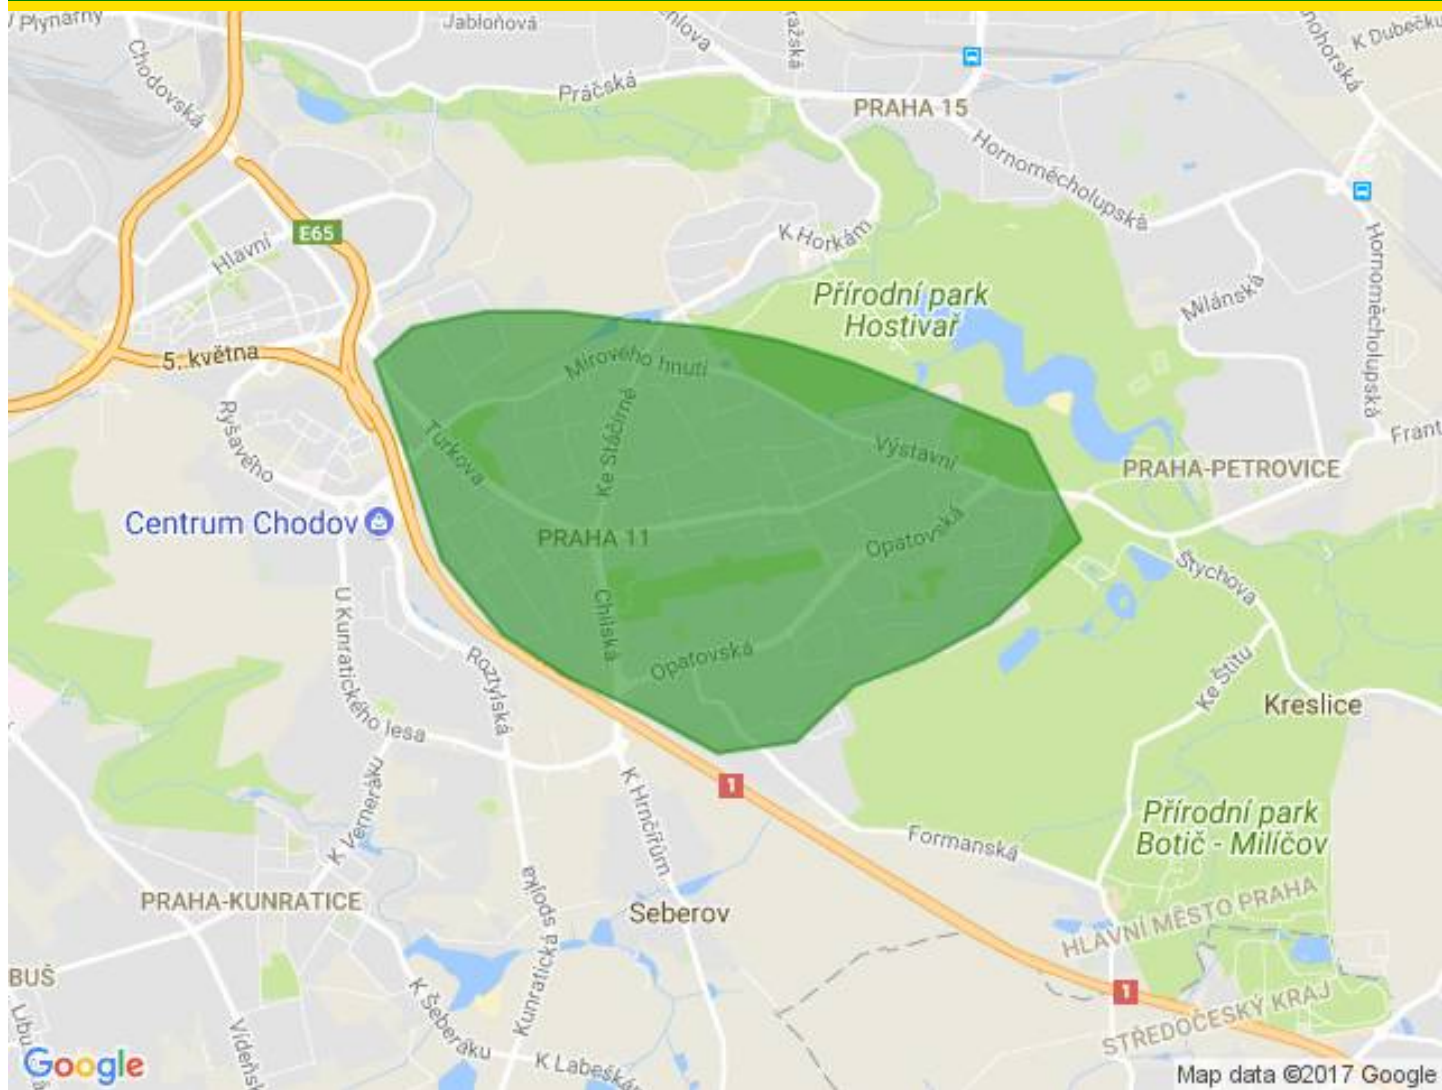 Plynárny
Jabloňová
K Dubečku
Chodovská
Práčská
PRAHA 15
Hornoměcholupská
E65
Hlavní
K Horkám
Hornoměcholupská
Milánská
Přírodní park
Hostivař
5. května
Mírového hnutí
Ke Stáčírně
Türkova
Ryšavého
Výstavní
PRAHA-PETROVICE
Centrum Chodov
PRAHA 11
Opatovská
Štychova
U Kunratického lesa
Chilská
Opatovská
Roztylská
Ke Štítu
Kreslice
K Verneráku
K Hrnčířům
1
Formanská
Přírodní park
Botič - Milíčov
PRAHA-KUNRATICE
Seberov
Kunratická spojka
HLAVNÍ MĚSTO PRAHA
K Šeberáku
1
STŘEDOČESKÝ KRAJ
Google
Map data ©2017 Google